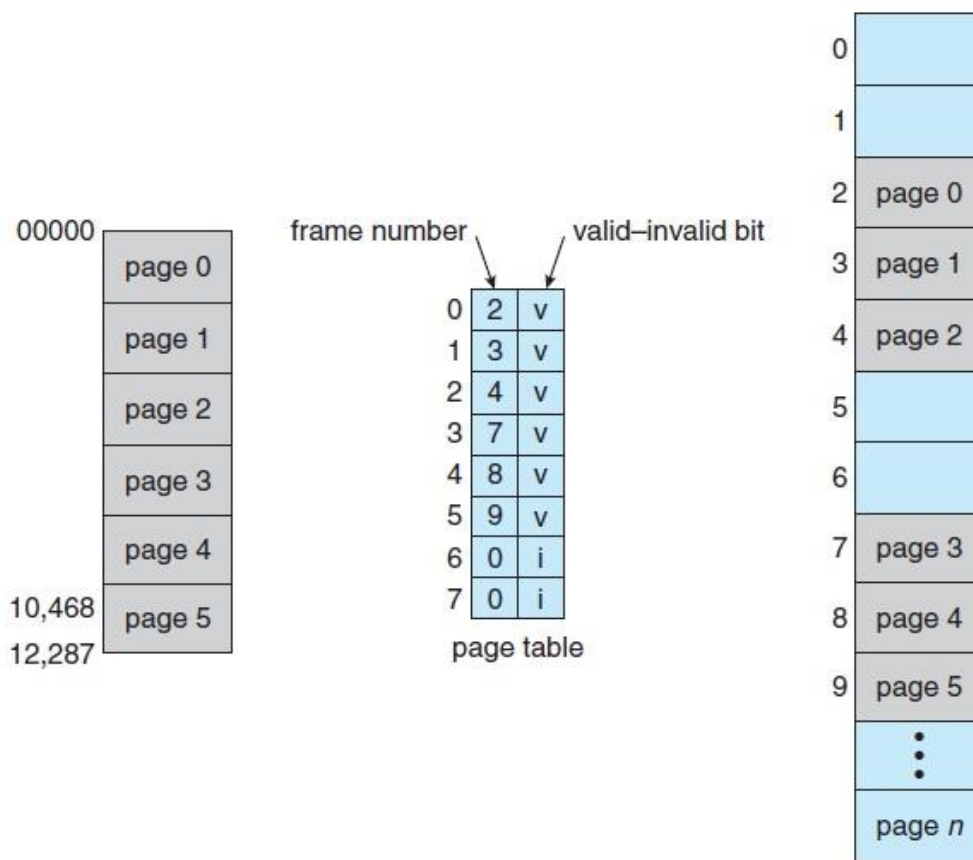 00000
page 0
page 1
page 2
page 3
page 4
10,468
page 5
12,287
frame number
valid–invalid bit
0 2 v
1 3 v
2 4 v
3 7 v
4 8 v
5 9 v
6 0 i
7 0 i
page table
0
1
2 page 0
3 page 1
4 page 2
5
6
7 page 3
8 page 4
9 page 5
page n